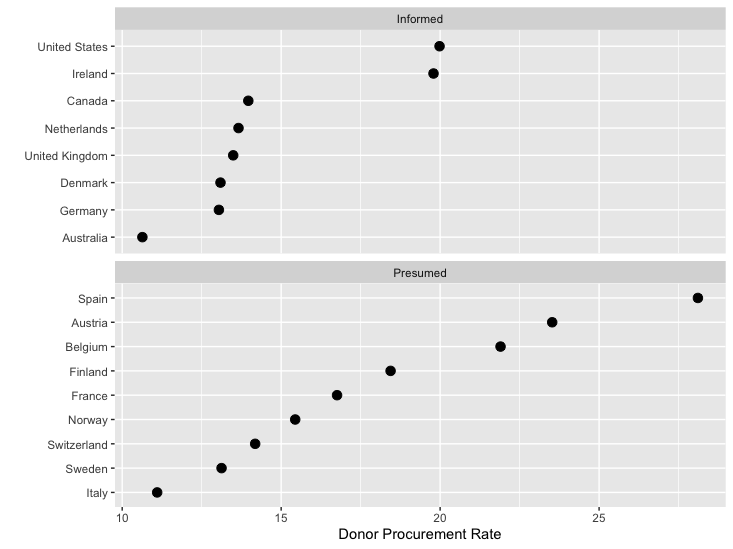 Informed
United States
Ireland
Canada
Netherlands
United Kingdom
Denmark
Germany
Australia
Presumed
Spain
Austria
Belgium
Finland
France
Norway
Switzerland
Sweden
Italy
10 15 20 25
Donor Procurement Rate